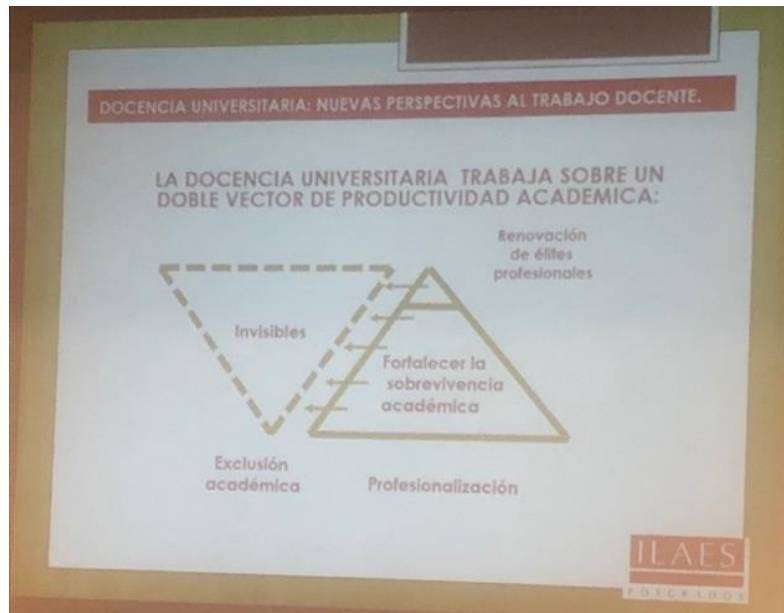 DOCENCIA UNIVERSITARIA: NUEVAS PERSPECTIVAS AL TRABAJO DOCENTE.
LA DOCENCIA UNIVERSITARIA TRABAJA SOBRE UN
DOBLE VECTOR DE PRODUCTIVIDAD ACADEMICA:
Renovación
de élites
profesionales
Invisibles
Fortalecer la
sobrevivencia
académica
Exclusión
académica
Profesionalización
ILAES
POSGRADOS